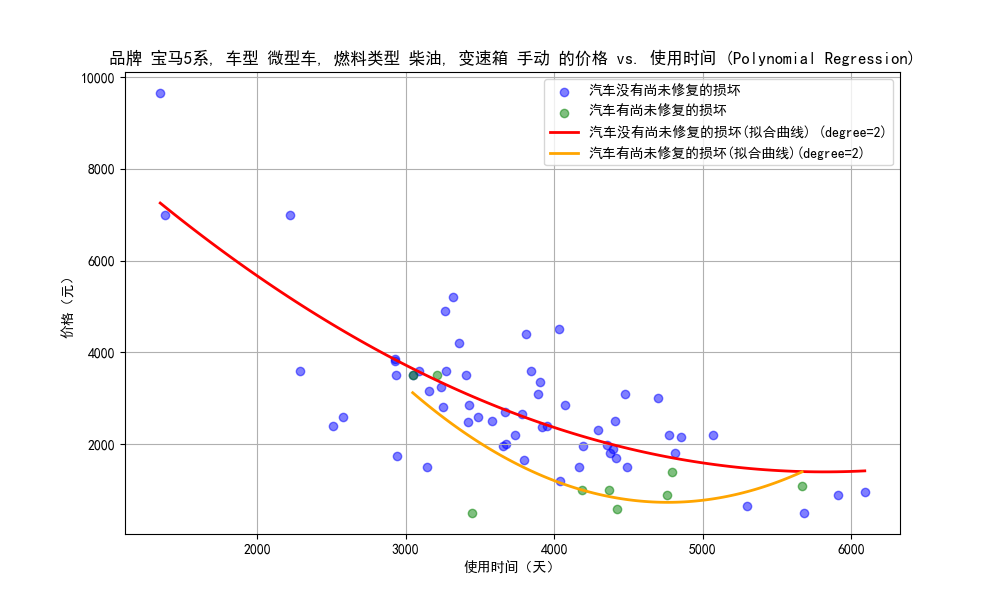 品牌 宝马5系, 车型 微型车, 燃料类型 柴油, 变速箱 手动 的价格 vs. 使用时间 (Polynomial Regression)
10000
8000
6000
4000
2000
价格（元）
汽车没有尚未修复的损坏
汽车有尚未修复的损坏
汽车没有尚未修复的损坏(拟合曲线) (degree=2)
汽车有尚未修复的损坏(拟合曲线)(degree=2)
2000 3000 4000 5000 6000
使用时间（天）